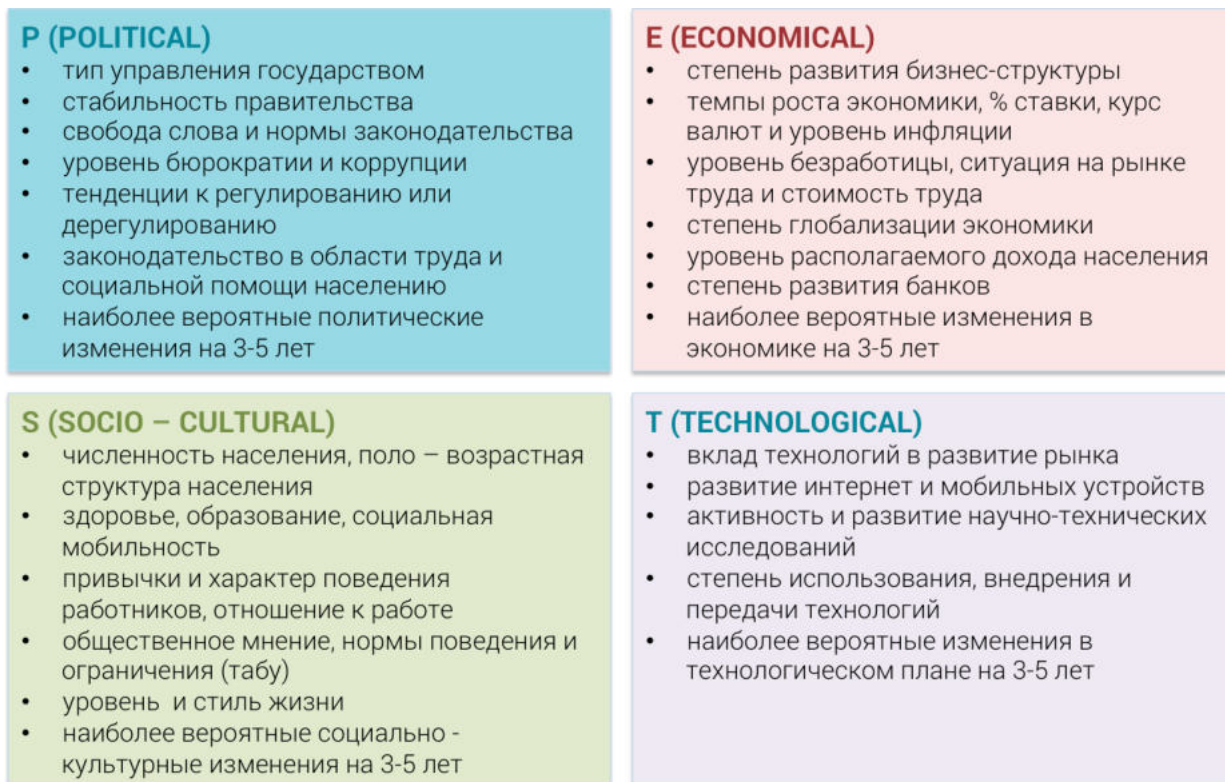 P (POLITICAL)
• тип управления государством
• стабильность правительства
• свобода слова и нормы законодательства
• уровень бюрократии и коррупции
• тенденции к регулированию или
дерегулированию
• законодательство в области труда и
социальной помощи населению
• наиболее вероятные политические
изменения на 3-5 лет
E (ECONOMICAL)
• степень развития бизнес-структуры
• темпы роста экономики, % ставки, курс
валют и уровень инфляции
• уровень безработицы, ситуация на рынке
труда и стоимость труда
• степень глобализации экономики
• уровень располагаемого дохода населения
• степень развития банков
• наиболее вероятные изменения в
экономике на 3-5 лет
S (SOCIO – CULTURAL)
• численность населения, поло – возрастная
структура населения
• здоровье, образование, социальная
мобильность
• привычки и характер поведения
работников, отношение к работе
• общественное мнение, нормы поведения и
ограничения (табу)
• уровень и стиль жизни
• наиболее вероятные социально -
культурные изменения на 3-5 лет
T (TECHNOLOGICAL)
• вклад технологий в развитие рынка
• развитие интернет и мобильных устройств
• активность и развитие научно-технических
исследований
• степень использования, внедрения и
передачи технологий
• наиболее вероятные изменения в
технологическом плане на 3-5 лет